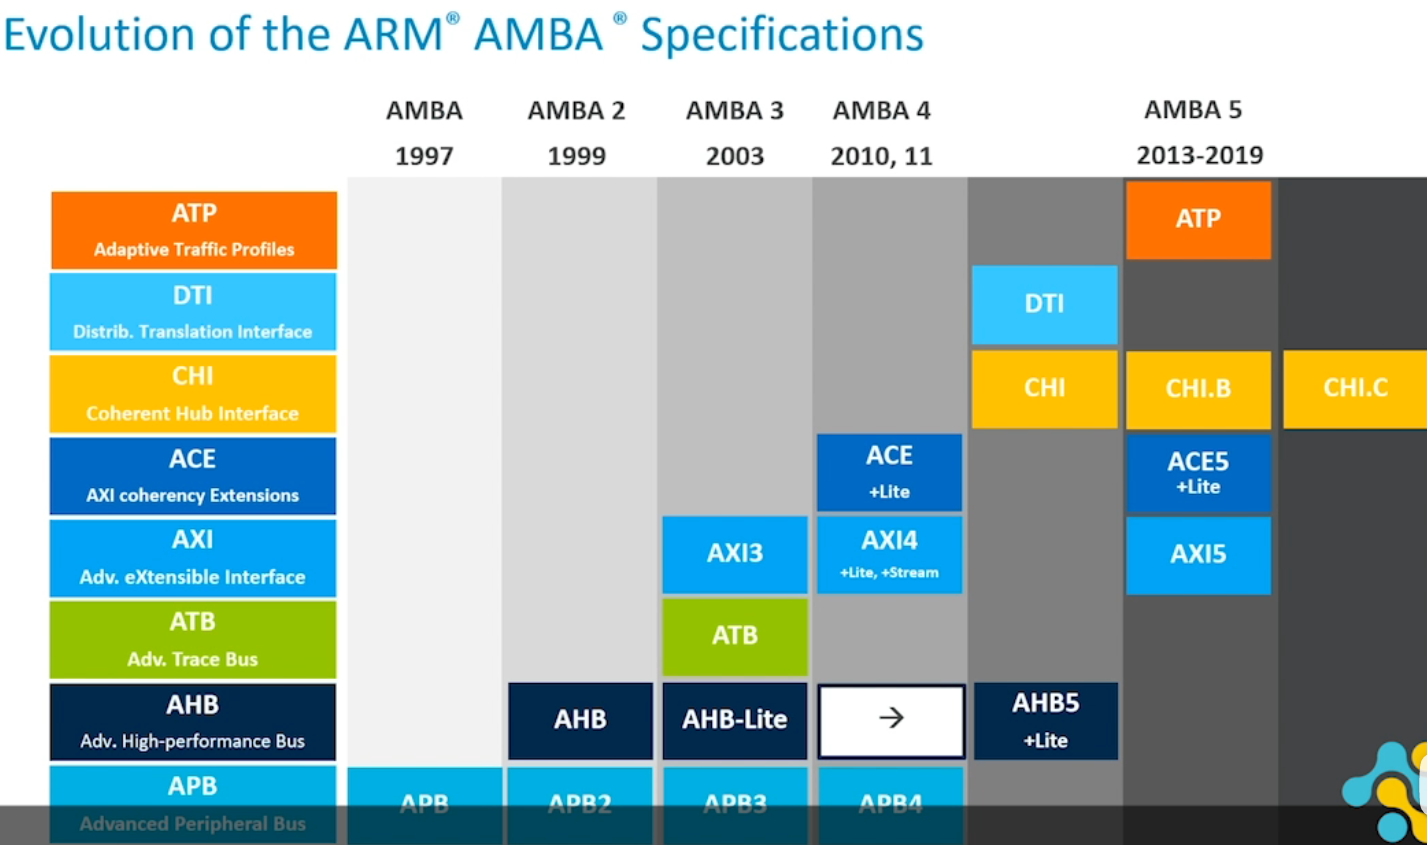 Evolution of the ARM® AMBA® Specifications
AMBA AMBA 2 AMBA 3 AMBA 4 AMBA 5
1997 1999 2003 2010, 11 2013-2019
ATP
Adaptive Traffic Profiles
ATP
DTI
Distrib. Translation Interface
DTI
CHI
Coherent Hub Interface
CHI CHI.B CHI.C
ACE
AXI coherency Extensions
ACE
+Lite
ACE5
+Lite
AXI
Adv. eXtensible Interface
AXI3
AXI4
+Lite, +Stream
AXI5
ATB
Adv. Trace Bus
ATB
AHB
Adv. High-performance Bus
AHB
AHB-Lite
→
AHB5
+Lite
APB
Advanced Peripheral Bus
APB APB2 APB3 APB4